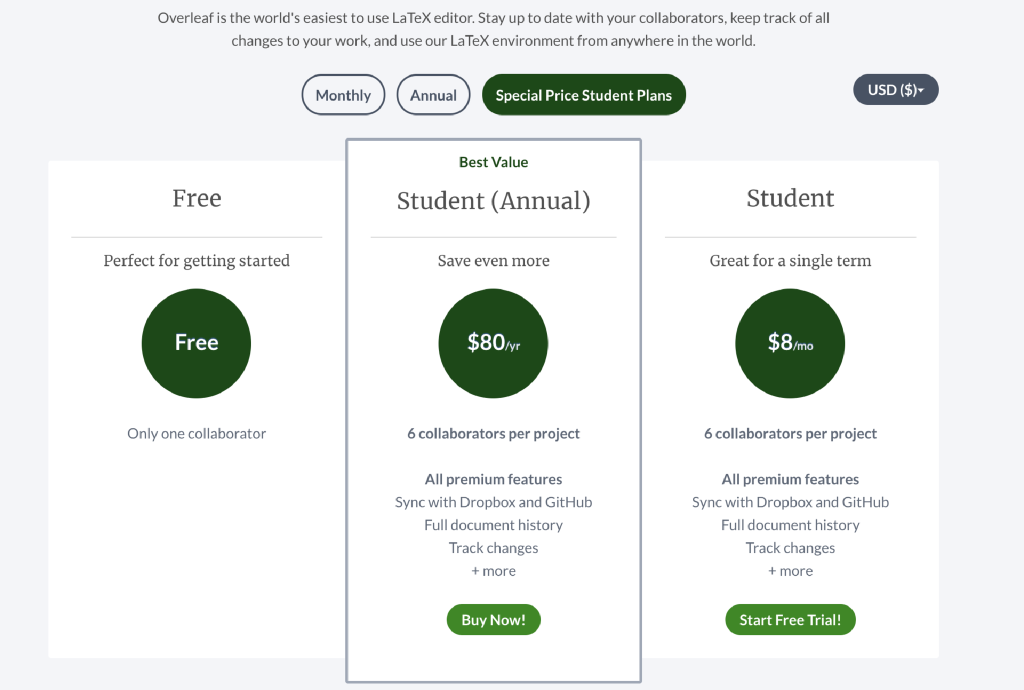 Overleaf is the world's easiest to use LaTeX editor. Stay up to date with your collaborators, keep track of all
changes to your work, and use our LaTeX environment from anywhere in the world.
Monthly
Annual
Special Price Student Plans
USD ($)
Free
Perfect for getting started
Free
Only one collaborator
Best Value
Student (Annual)
Save even more
$80/yr
6 collaborators per project
All premium features
Sync with Dropbox and GitHub
Full document history
Track changes
+ more
Buy Now!
Student
Great for a single term
$8/mo
6 collaborators per project
All premium features
Sync with Dropbox and GitHub
Full document history
Track changes
+ more
Start Free Trial!